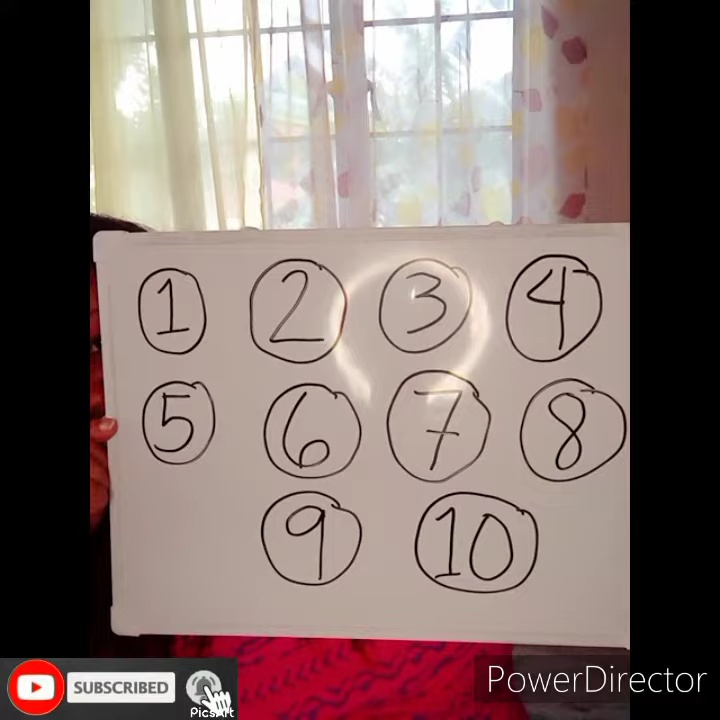 1 2 3 4
5 6 7 8
9 10
SUBSCRIBED
PicsArt
PowerDirector